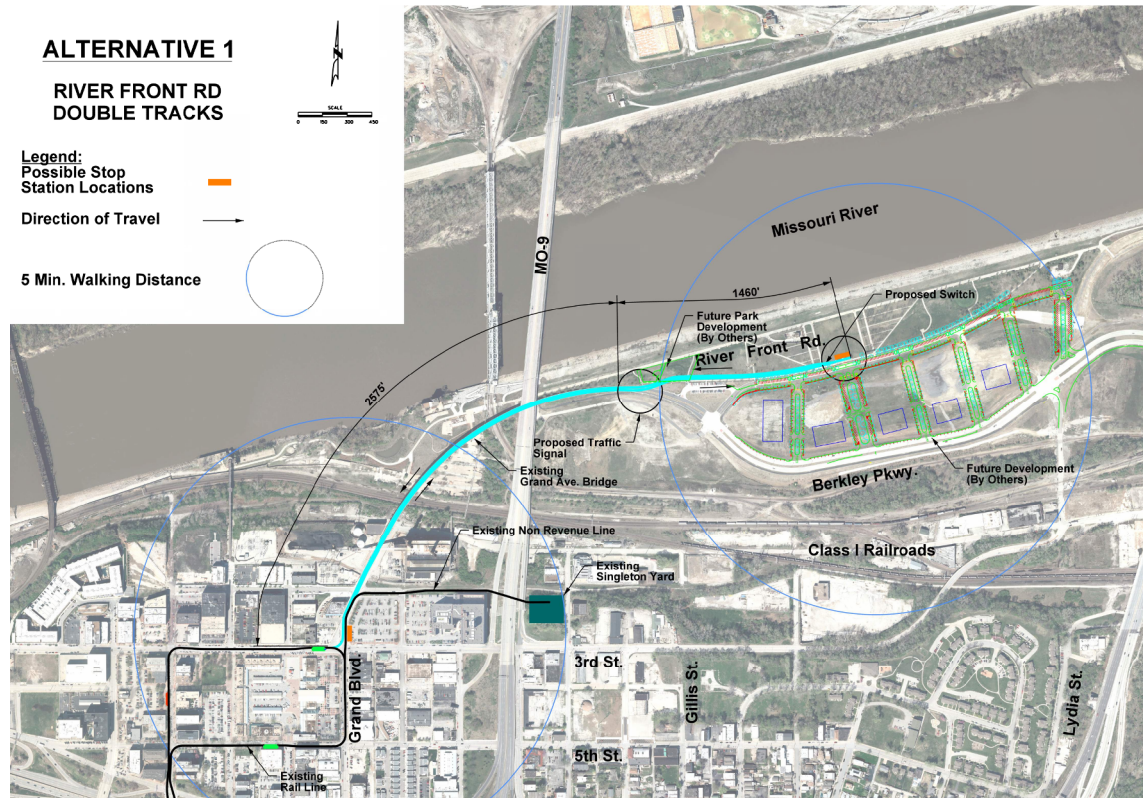 ALTERNATIVE 1
RIVER FRONT RD
DOUBLE TRACKS
N
SCALE
0 150 300 450
Legend:
Possible Stop
Station Locations
Direction of Travel
5 Min. Walking Distance
MO-9
Missouri River
1460'
Proposed Switch
Future Park
Development
(By Others)
River Front Rd.
2575'
Proposed Traffic
Signal
Existing
Grand Ave. Bridge
Berkley Pkwy.
Future Development
(By Others)
Existing Non Revenue Line
Class I Railroads
Existing
Singleton Yard
3rd St.
Grand Blvd.
Gillis St.
Lydia St.
5th St.
Existing
Rail Line